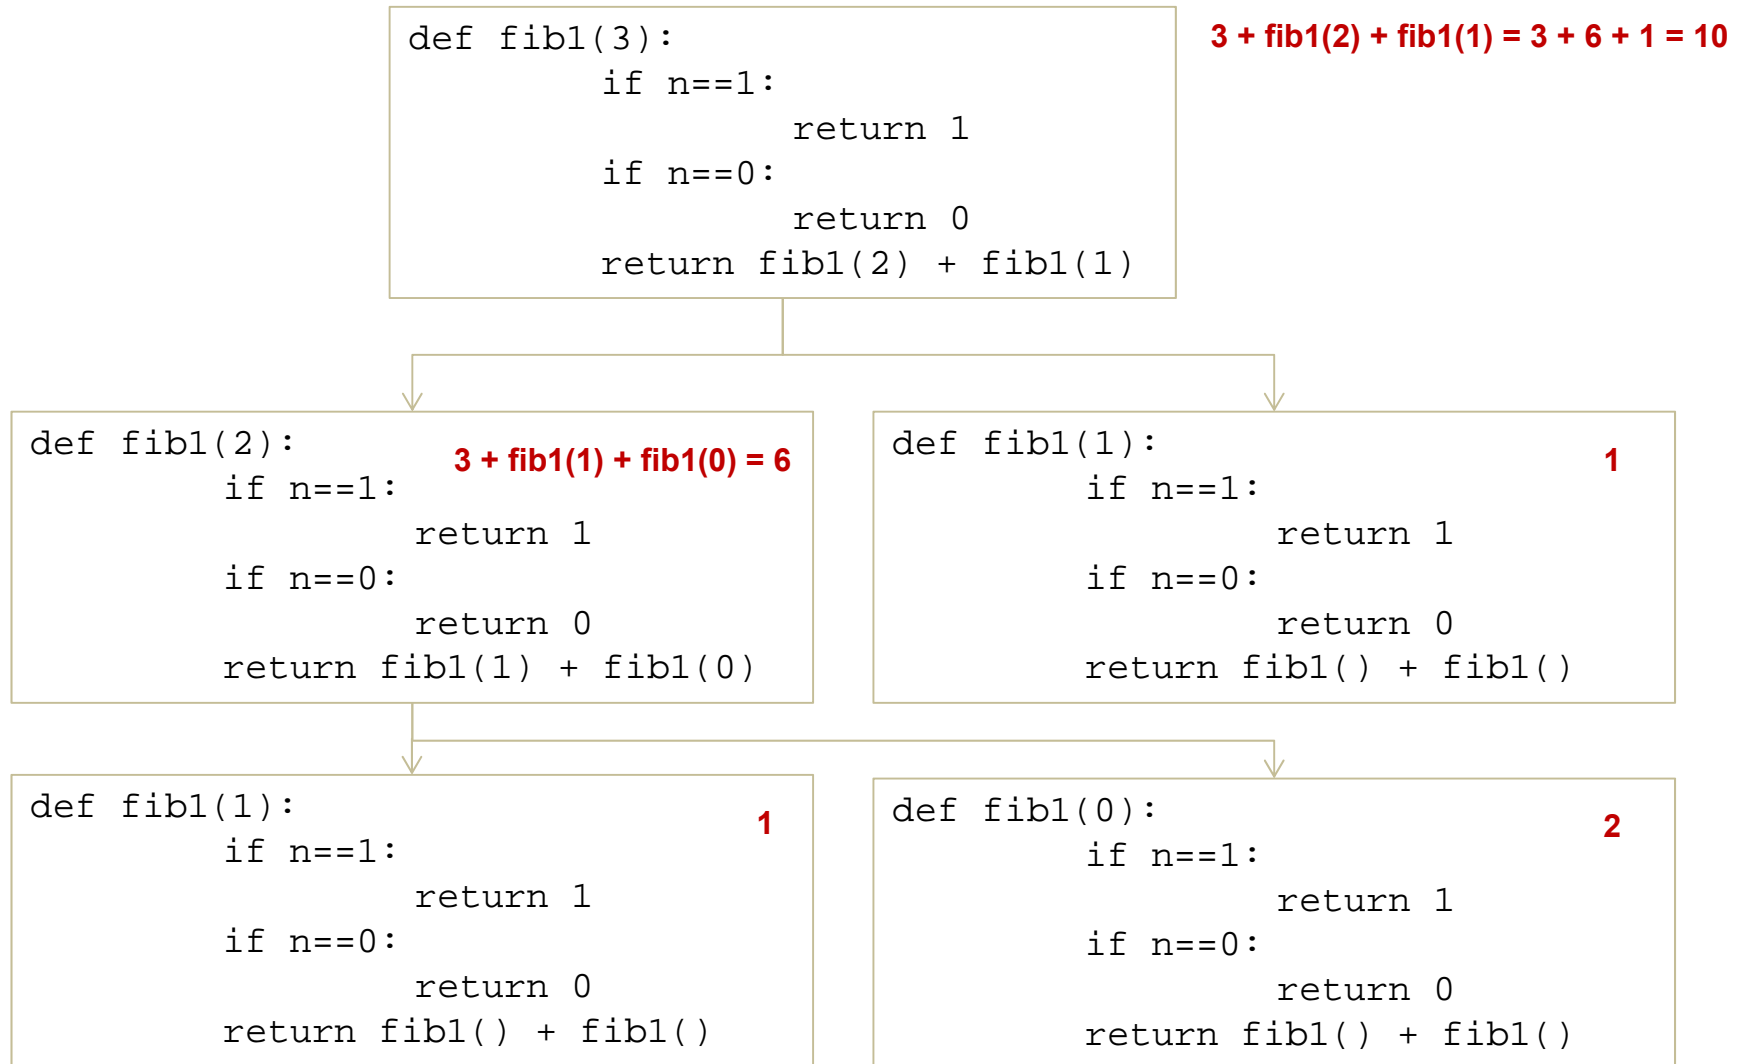 def fib1(3):
if n==1:
return 1
if n==0:
return 0
return fib1(2) + fib1(1)
3 + fib1(2) + fib1(1) = 3 + 6 + 1 = 10
def fib1(2):
3 + fib1(1) + fib1(0) = 6
if n==1:
return 1
if n==0:
return 0
return fib1(1) + fib1(0)
def fib1(1):
1
if n==1:
return 1
if n==0:
return 0
return fib1() + fib1()
def fib1(1):
1
if n==1:
return 1
if n==0:
return 0
return fib1() + fib1()
def fib1(0):
2
if n==1:
return 1
if n==0:
return 0
return fib1() + fib1()